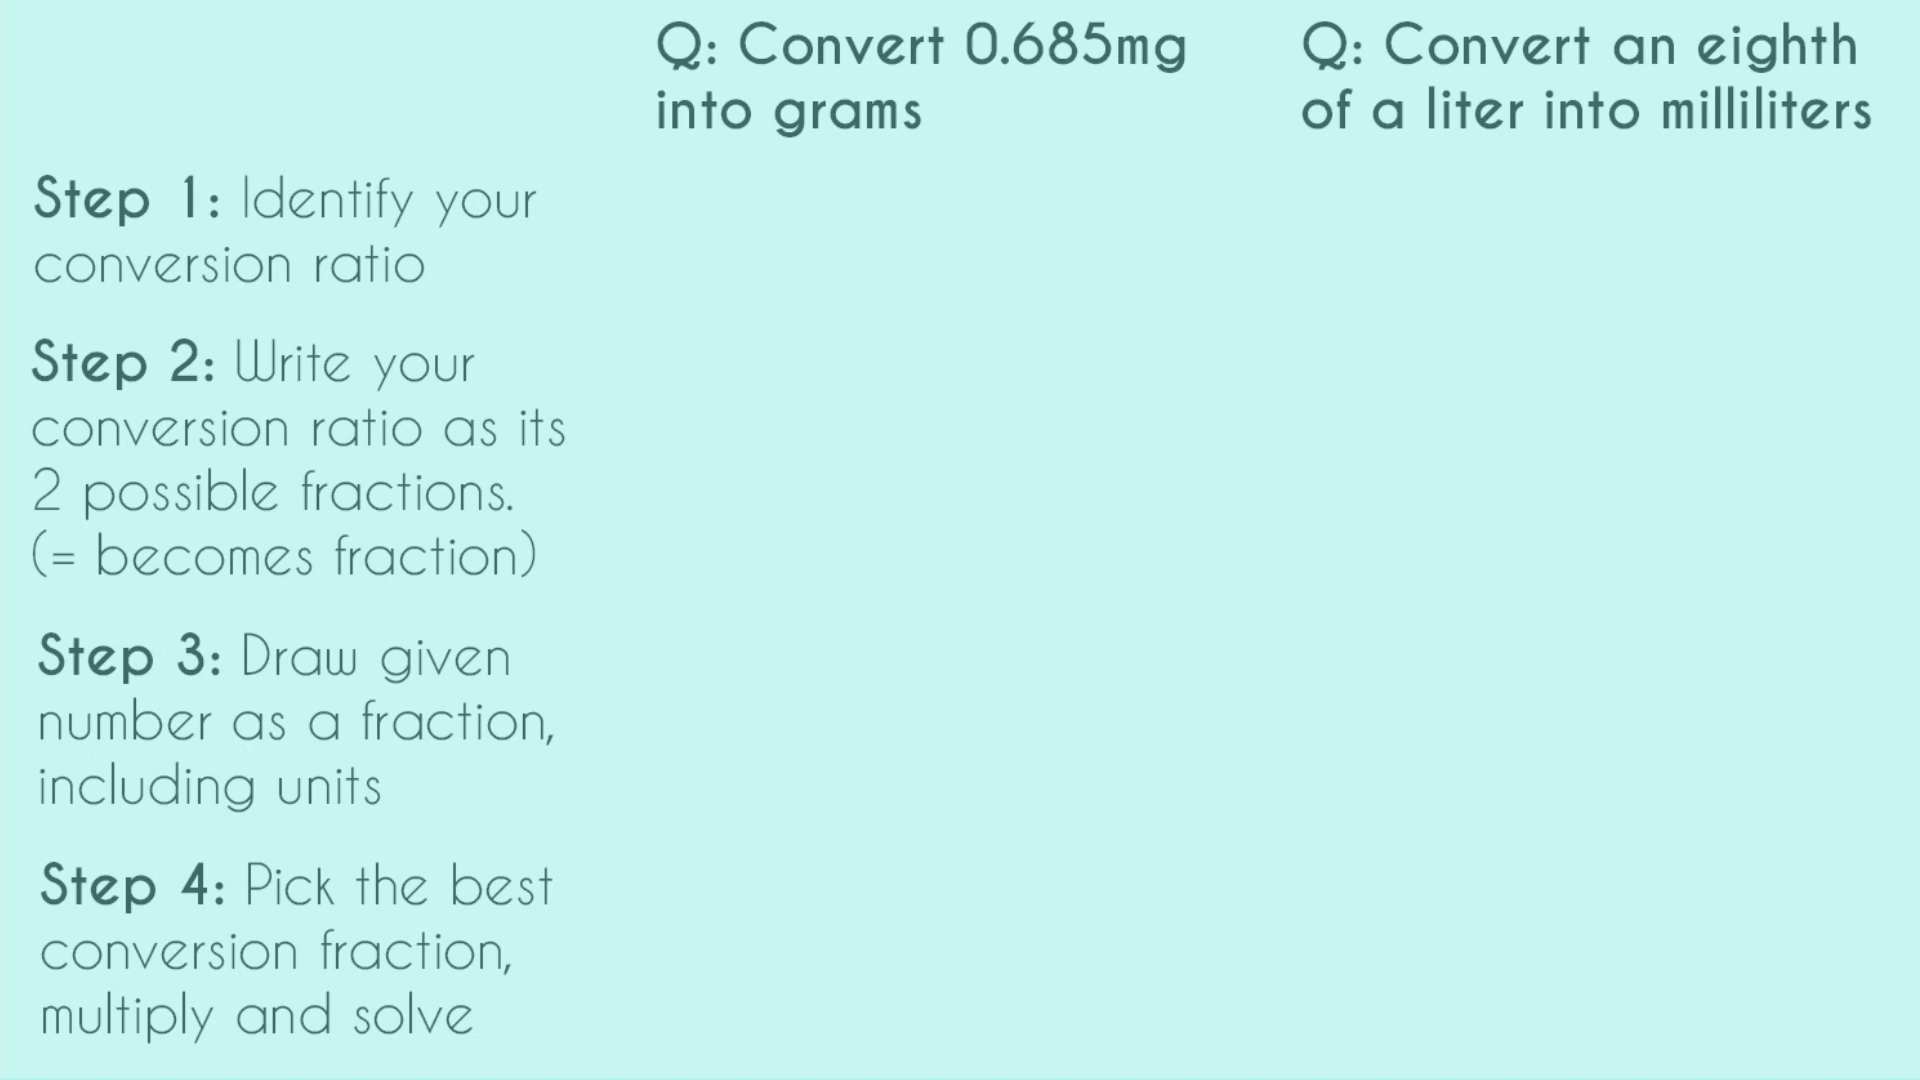 Q: Convert 0.685mg
into grams
Q: Convert an eighth
of a liter into milliliters
Step 1: Identify your
conversion ratio
Step 2: Write your
conversion ratio as its
2 possible fractions.
(= becomes fraction)
Step 3: Draw given
number as a fraction,
including units
Step 4: Pick the best
conversion fraction,
multiply and solve